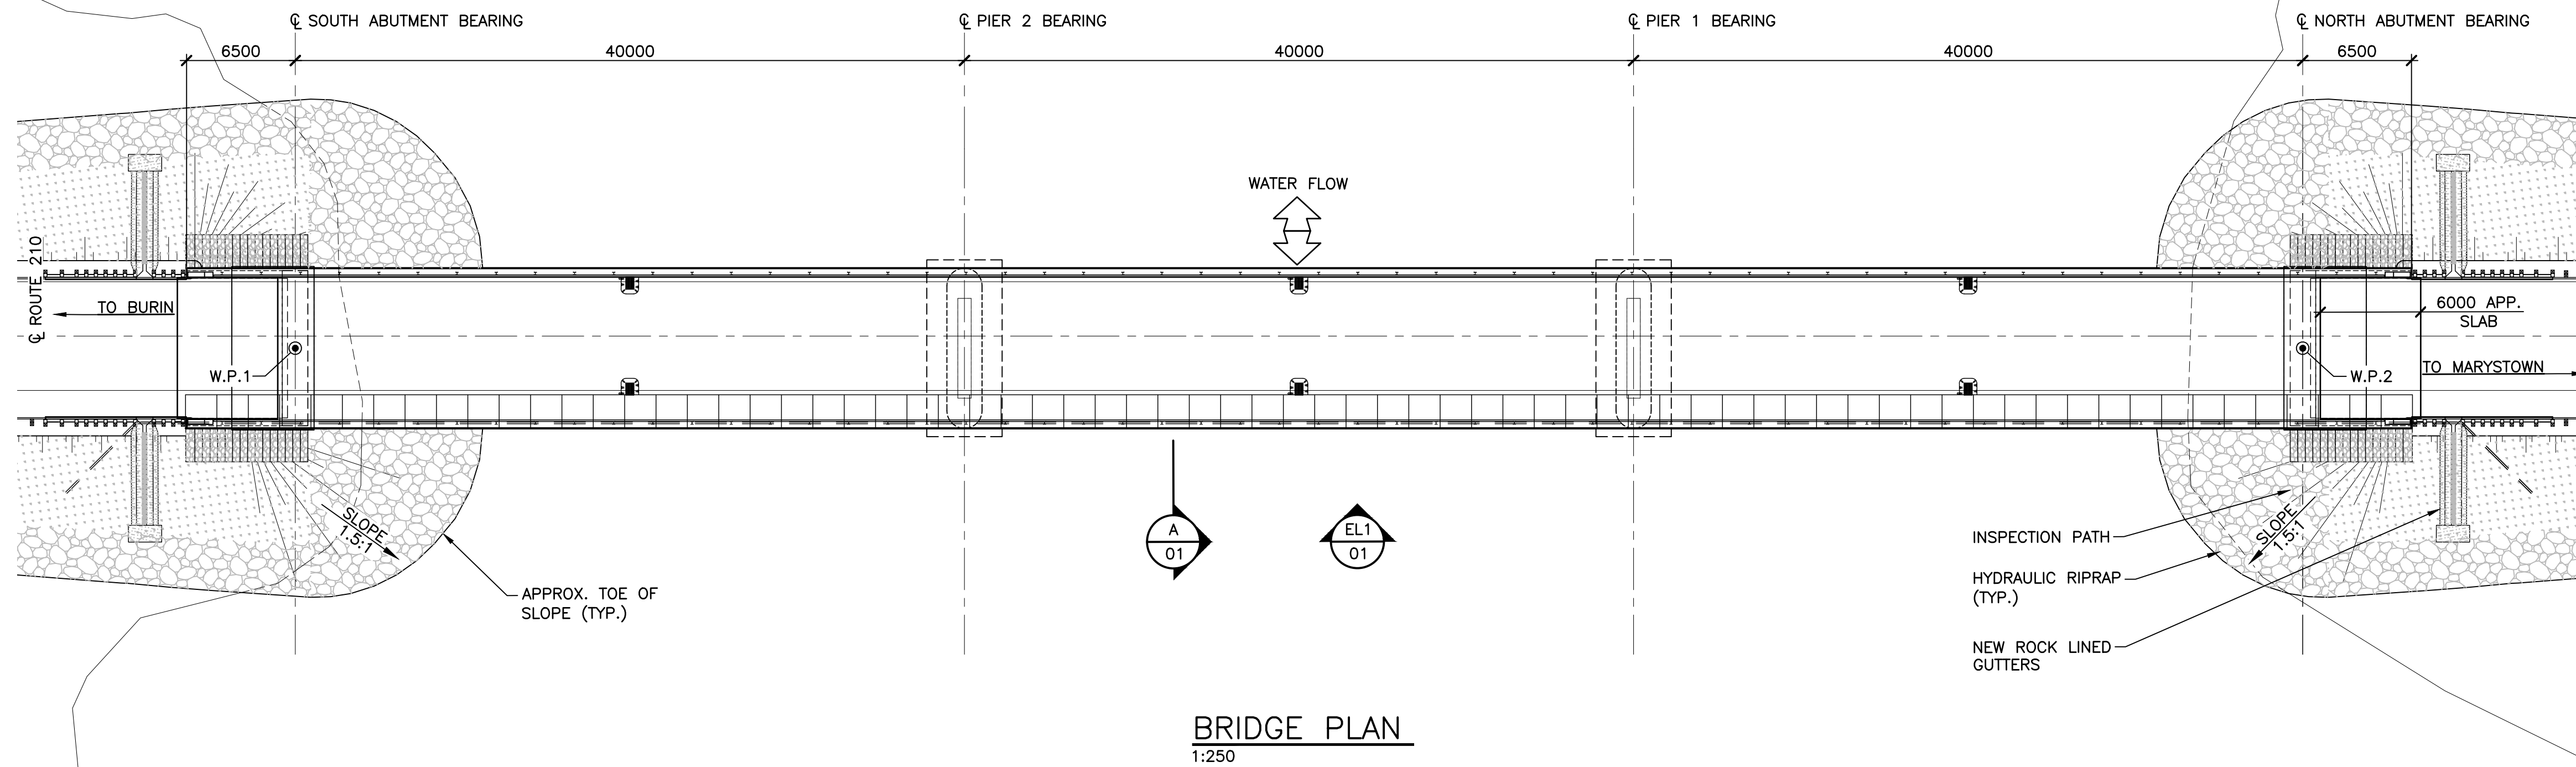 ℄ SOUTH ABUTMENT BEARING
℄ PIER 2 BEARING
℄ PIER 1 BEARING
℄ NORTH ABUTMENT BEARING
6500
40000
40000
40000
6500
WATER FLOW
℄ ROUTE 210
TO BURIN
W.P.1
6000 APP.
SLAB
TO MARYSTOWN
W.P.2
SLOPE
1.5:1
A
01
EL1
01
SLOPE
1.5:1
INSPECTION PATH
HYDRAULIC RIPRAP
(TYP.)
NEW ROCK LINED
GUTTERS
APPROX. TOE OF
SLOPE (TYP.)
BRIDGE PLAN
1:250